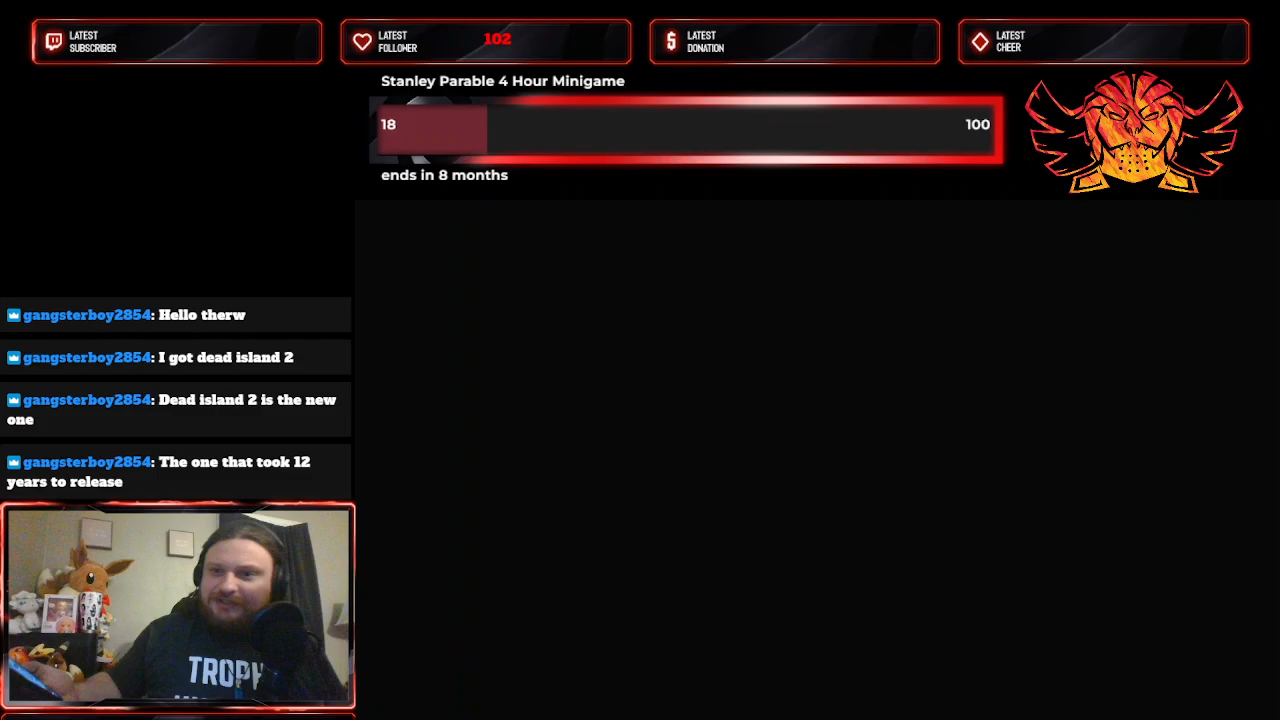 LATEST
SUBSCRIBER
LATEST
FOLLOWER
102
LATEST
DONATION
LATEST
CHEER
Stanley Parable 4 Hour Minigame
18
100
ends in 8 months
gangsterboy2854: Hello therw
gangsterboy2854: I got dead island 2
gangsterboy2854: Dead island 2 is the new
one
gangsterboy2854: The one that took 12
years to release